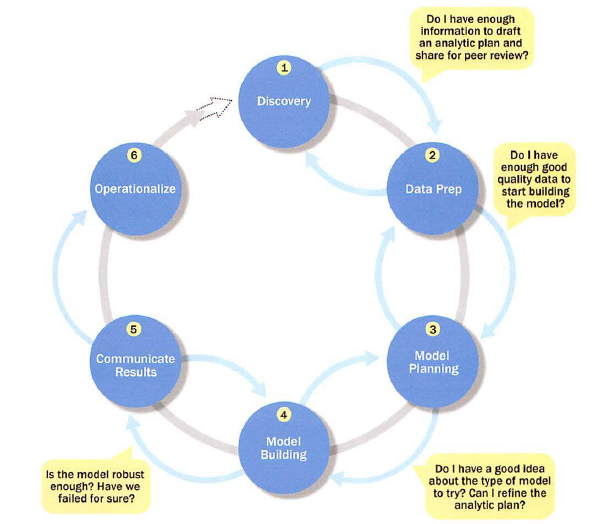 1
Discovery
Do I have enough
information to draft
an analytic plan and
share for peer review?
2
Data Prep
Do I have
enough good
quality data to
start building
the model?
3
Model
Planning
Do I have a good idea
about the type of model
to try? Can I refine the
analytic plan?
4
Model
Building
Is the model robust
enough? Have we
failed for sure?
5
Communicate
Results
6
Operationalize